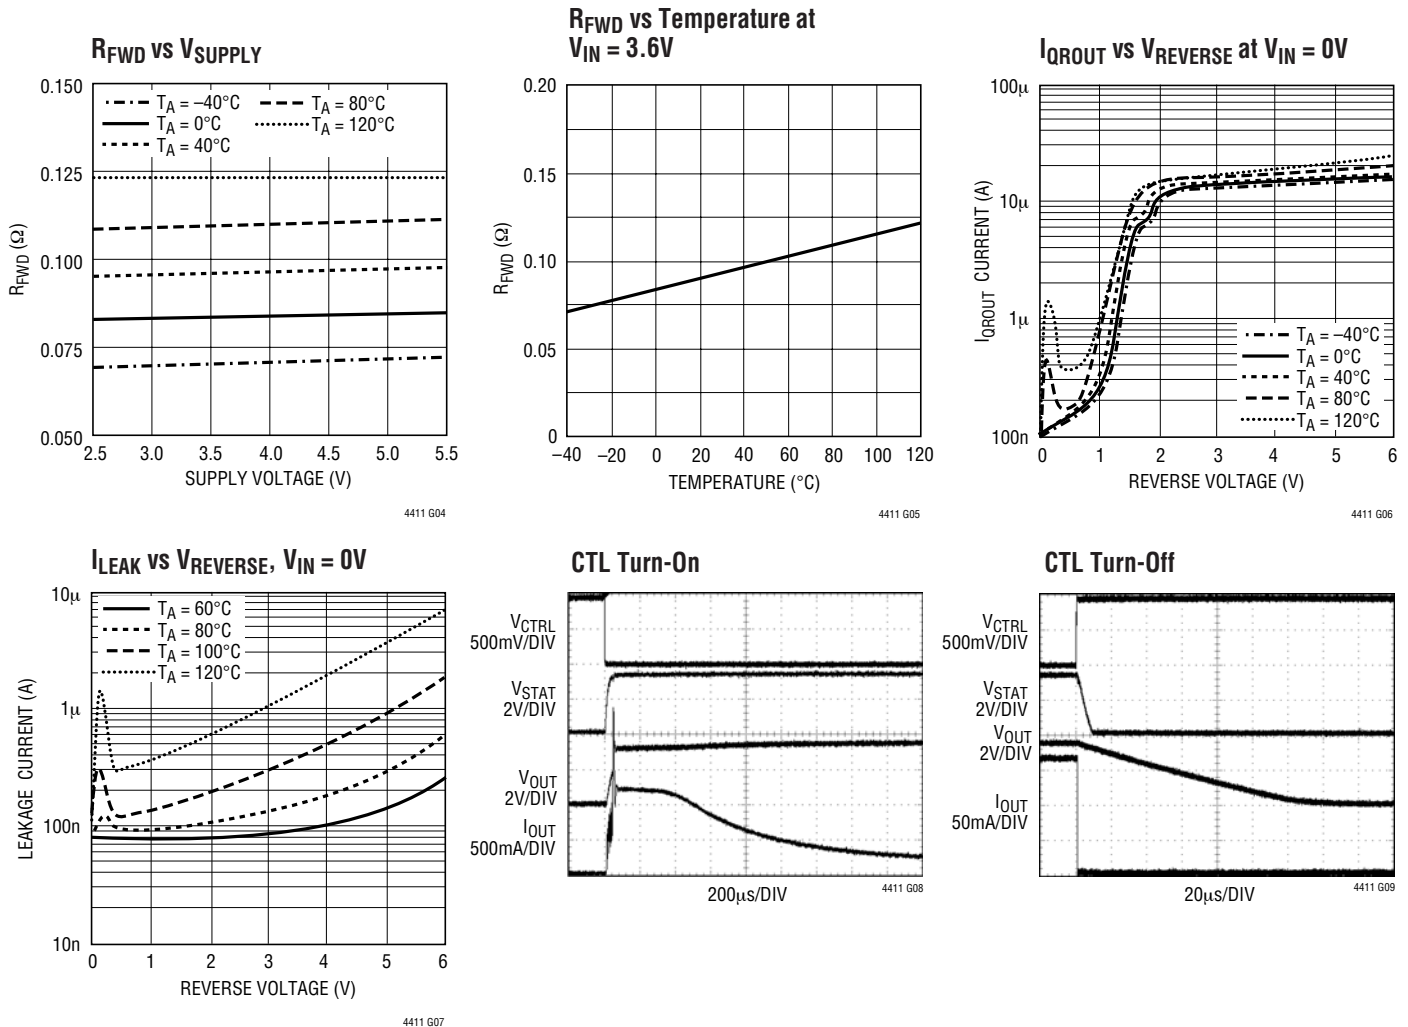 RFWD vs VSUPPLY
0.150
0.125
0.100
0.075
0.050
RFWD (Ω)
TA = –40°C
TA = 0°C
TA = 40°C
TA = 80°C
TA = 120°C
2.5 3.0 3.5 4.0 4.5 5.0 5.5
SUPPLY VOLTAGE (V)
4411 G04
RFWD vs Temperature at
VIN = 3.6V
0.20
0.15
0.10
0.05
0
RFWD (Ω)
–40 –20 0 20 40 60 80 100 120
TEMPERATURE (°C)
4411 G05
IQROUT vs VREVERSE at VIN = 0V
100µ
10µ
1µ
100n
IQROUT CURRENT (A)
TA = –40°C
TA = 0°C
TA = 40°C
TA = 80°C
TA = 120°C
0 1 2 3 4 5 6
REVERSE VOLTAGE (V)
4411 G06
ILEAK vs VREVERSE, VIN = 0V
10µ
1µ
100n
10n
LEAKAGE CURRENT (A)
TA = 60°C
TA = 80°C
TA = 100°C
TA = 120°C
0 1 2 3 4 5 6
REVERSE VOLTAGE (V)
4411 G07
CTL Turn-On
VCTRL
500mV/DIV
VSTAT
2V/DIV
VOUT
2V/DIV
IOUT
500mA/DIV
200µs/DIV
4411 G08
CTL Turn-Off
VCTRL
500mV/DIV
VSTAT
2V/DIV
VOUT
2V/DIV
IOUT
50mA/DIV
20µs/DIV
4411 G09